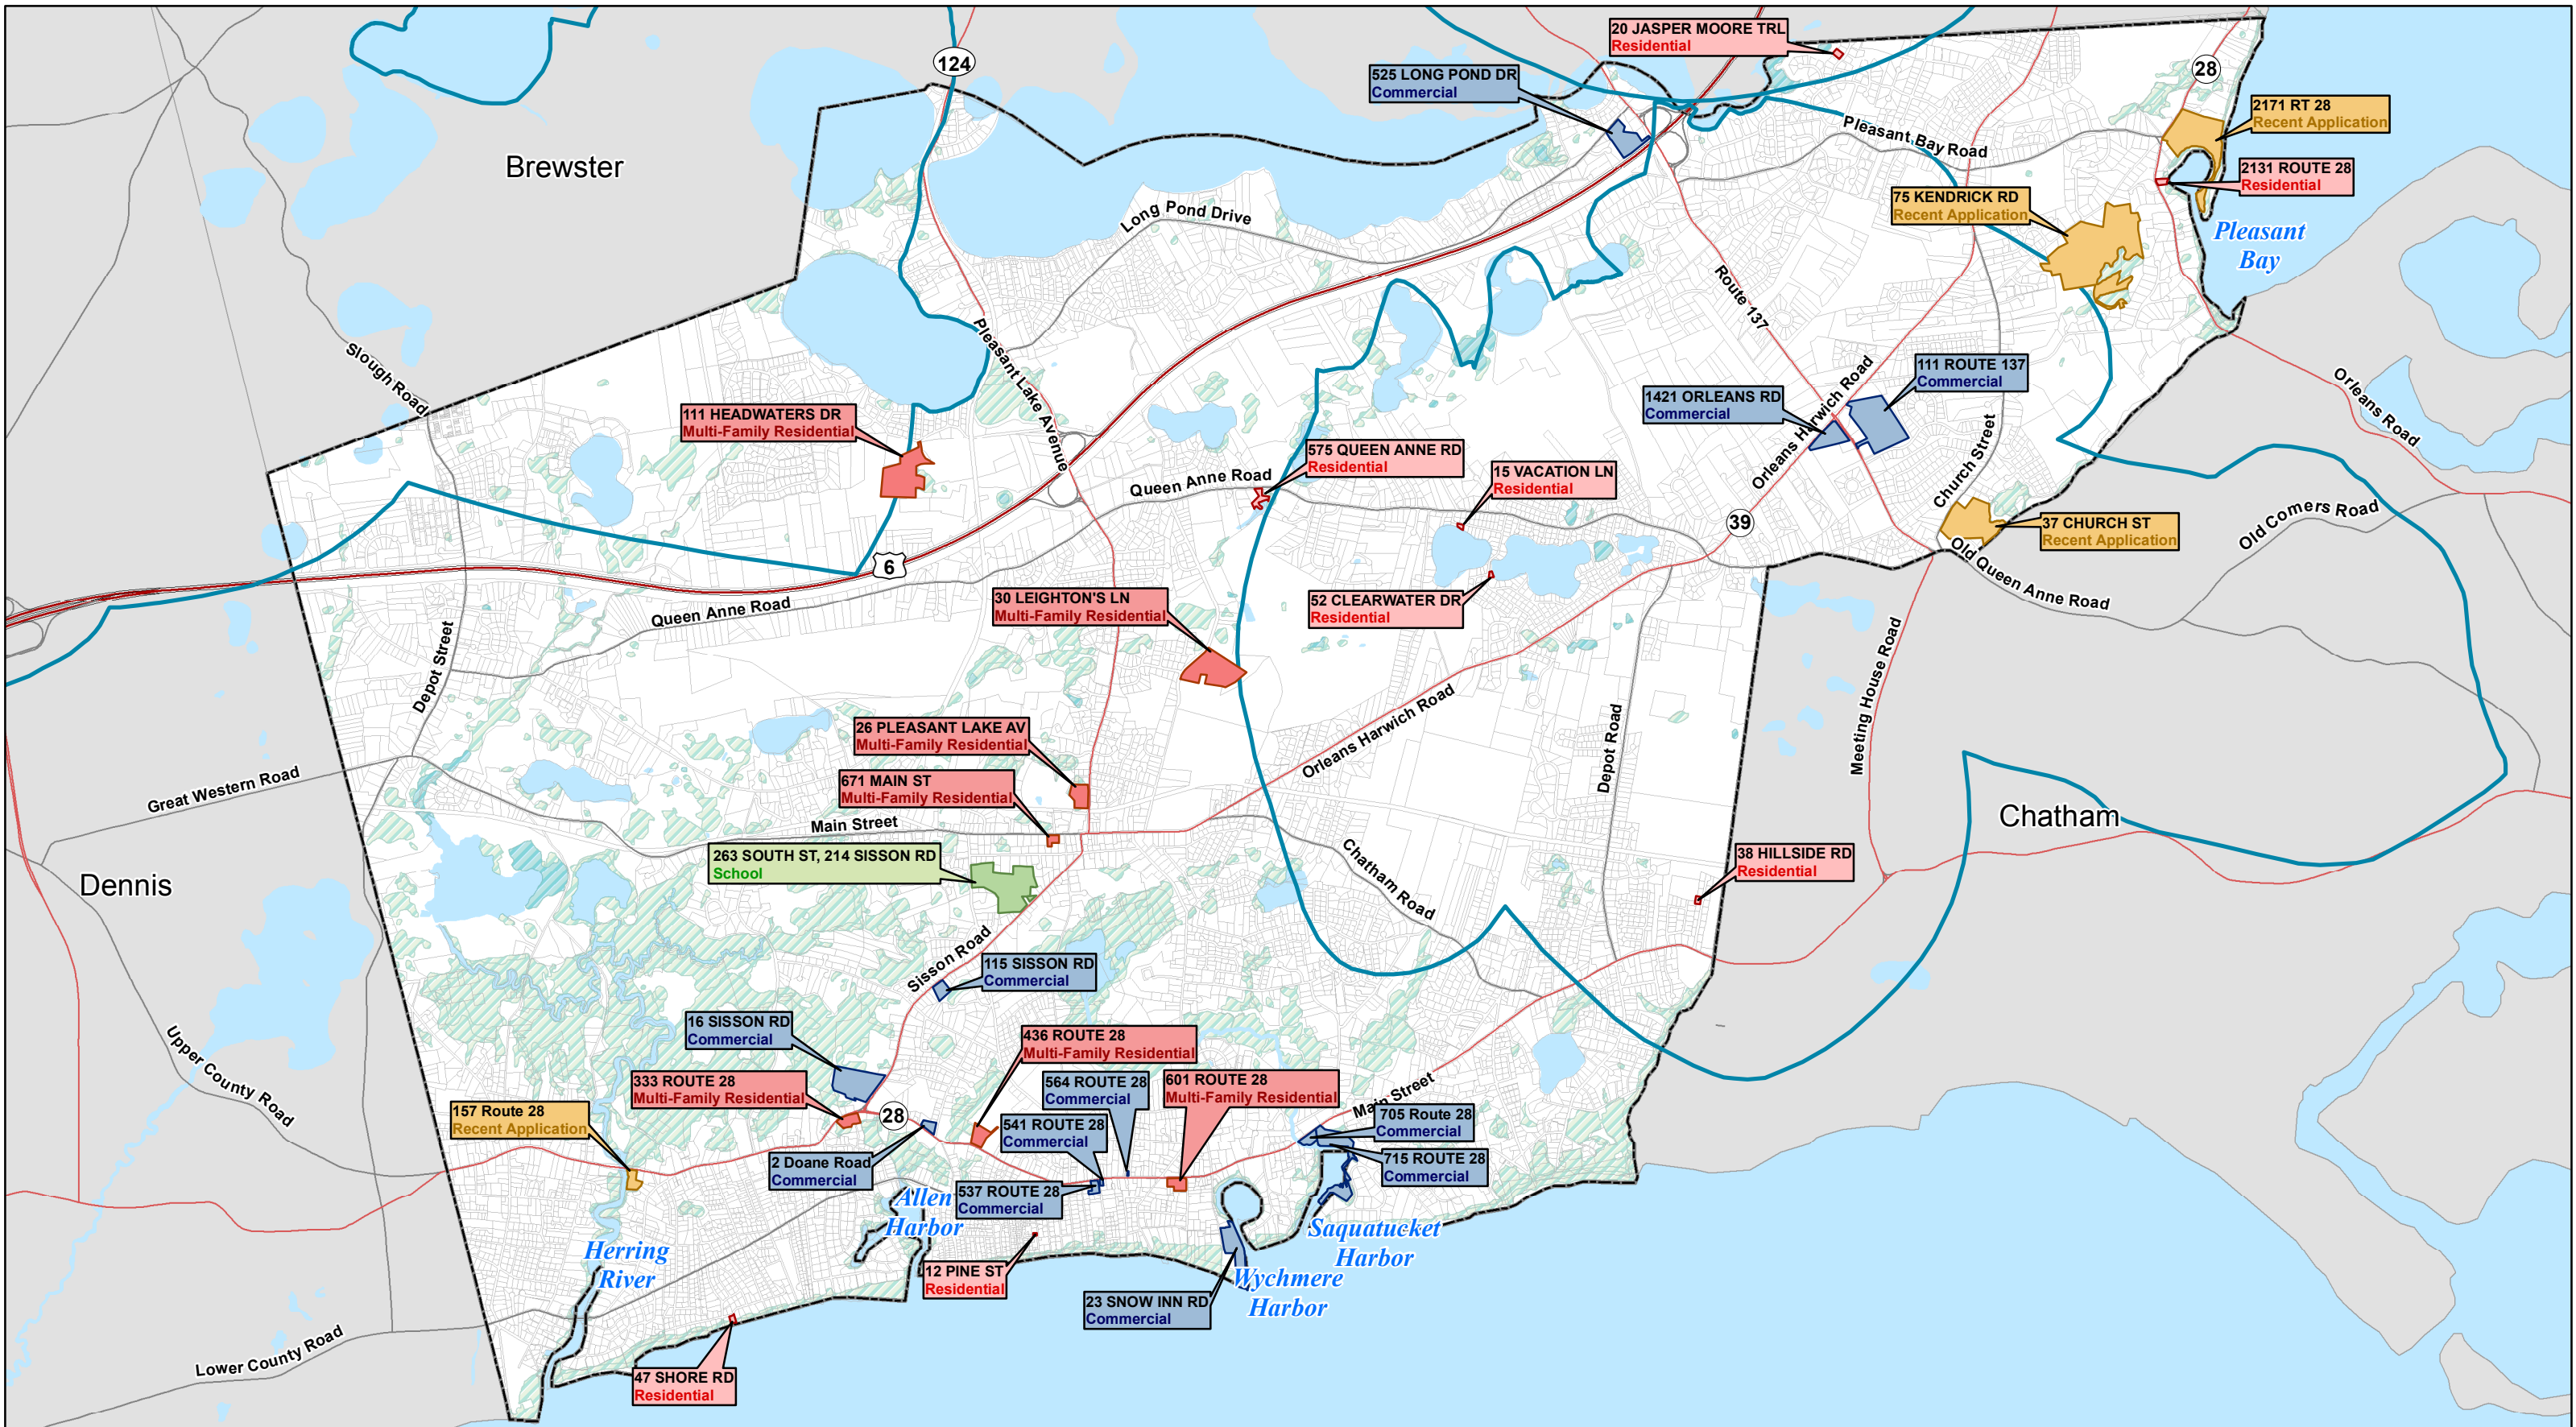 20 JASPER MOORE TRL
Residential
124
525 LONG POND DR
Commercial
28
2171 RT 28
Recent Application
Pleasant Bay Road
Brewster
2131 ROUTE 28
Residential
75 KENDRICK RD
Recent Application
Long Pond Drive
Pleasant
Bay
Route 137
Slough Road
Pleasant Lake Avenue
111 ROUTE 137
Commercial
1421 ORLEANS RD
Commercial
Orleans Harwich Road
Orleans Road
111 HEADWATERS DR
Multi-Family Residential
Church Street
575 QUEEN ANNE RD
Residential
15 VACATION LN
Residential
Queen Anne Road
39
37 CHURCH ST
Recent Application
Old Comers Road
6
Old Queen Anne Road
30 LEIGHTON'S LN
Multi-Family Residential
52 CLEARWATER DR
Residential
Queen Anne Road
Depot Street
Meeting House Road
26 PLEASANT LAKE AV
Multi-Family Residential
Orleans Harwich Road
Depot Road
671 MAIN ST
Multi-Family Residential
Great Western Road
Main Street
Chatham
263 SOUTH ST, 214 SISSON RD
School
Chatham Road
38 HILLSIDE RD
Residential
Dennis
Sisson Road
115 SISSON RD
Commercial
16 SISSON RD
Commercial
436 ROUTE 28
Multi-Family Residential
Upper County Road
333 ROUTE 28
Multi-Family Residential
564 ROUTE 28
Commercial
601 ROUTE 28
Multi-Family Residential
Main Street
157 Route 28
Recent Application
28
541 ROUTE 28
Commercial
705 Route 28
Commercial
2 Doane Road
Commercial
715 ROUTE 28
Commercial
537 ROUTE 28
Commercial
Allen
Harbor
Saquatucket
Harbor
Herring
River
12 PINE ST
Residential
Wychmere
Harbor
23 SNOW INN RD
Commercial
Lower County Road
47 SHORE RD
Residential